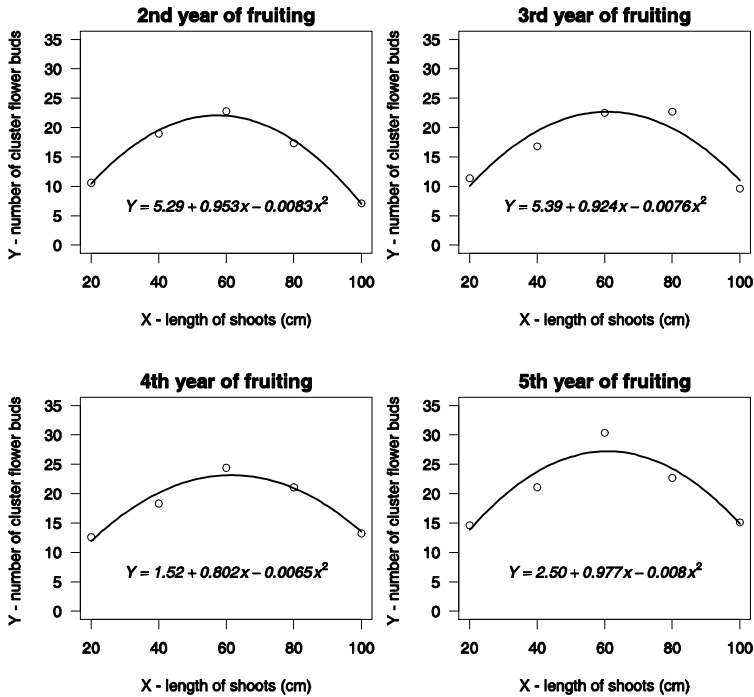 2nd year of fruiting
Y - number of cluster flower buds
35
30
25
20
15
10
5
0
Y = 5.29 + 0.953x − 0.0083x²
20 40 60 80 100
X - length of shoots (cm)
3rd year of fruiting
Y - number of cluster flower buds
35
30
25
20
15
10
5
0
Y = 5.39 + 0.924x − 0.0076x²
20 40 60 80 100
X - length of shoots (cm)
4th year of fruiting
Y - number of cluster flower buds
35
30
25
20
15
10
5
0
Y = 1.52 + 0.802x − 0.0065x²
20 40 60 80 100
X - length of shoots (cm)
5th year of fruiting
Y - number of cluster flower buds
35
30
25
20
15
10
5
0
Y = 2.50 + 0.977x − 0.008x²
20 40 60 80 100
X - length of shoots (cm)